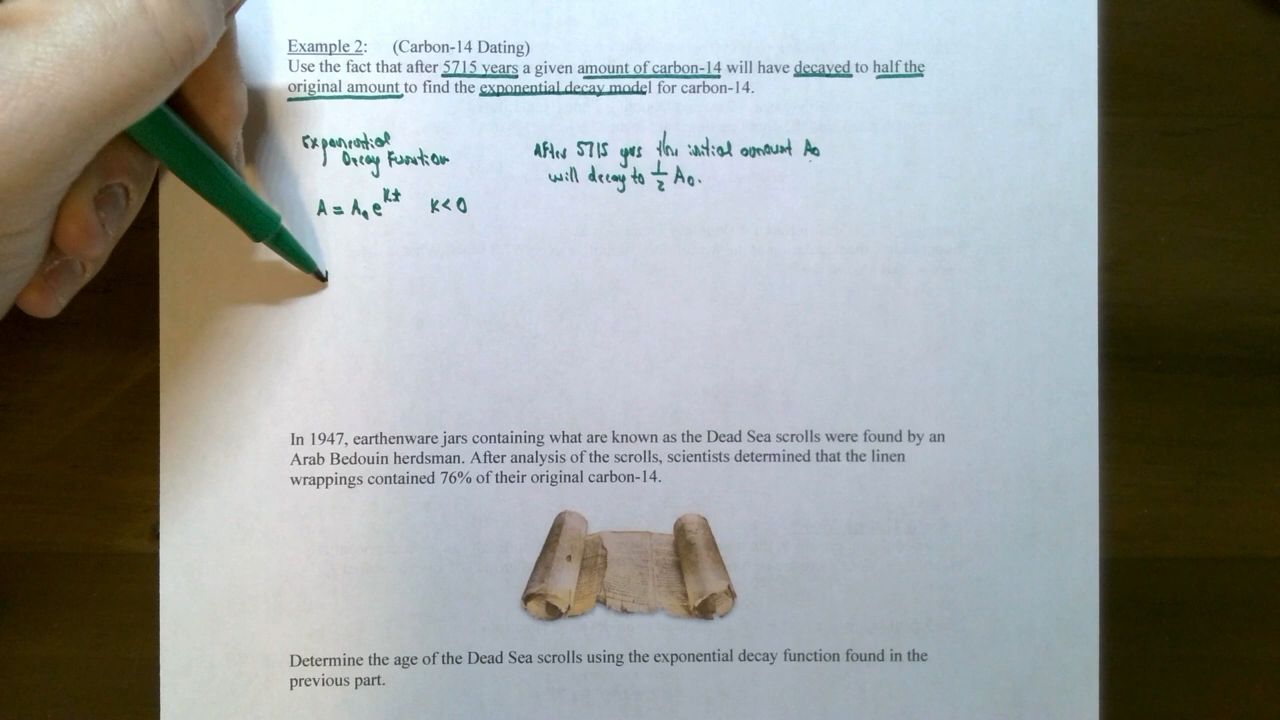 Example 2: (Carbon-14 Dating)
Use the fact that after 5715 years a given amount of carbon-14 will have decayed to half the
original amount to find the exponential decay model for carbon-14.
Exponential
Decay Function
A = A₀e^{kt} k<0
After 5715 yrs the initial amount A₀
will decay to 1/2 A₀.
In 1947, earthenware jars containing what are known as the Dead Sea scrolls were found by an
Arab Bedouin herdsman. After analysis of the scrolls, scientists determined that the linen
wrappings contained 76% of their original carbon-14.
Determine the age of the Dead Sea scrolls using the exponential decay function found in the
previous part.